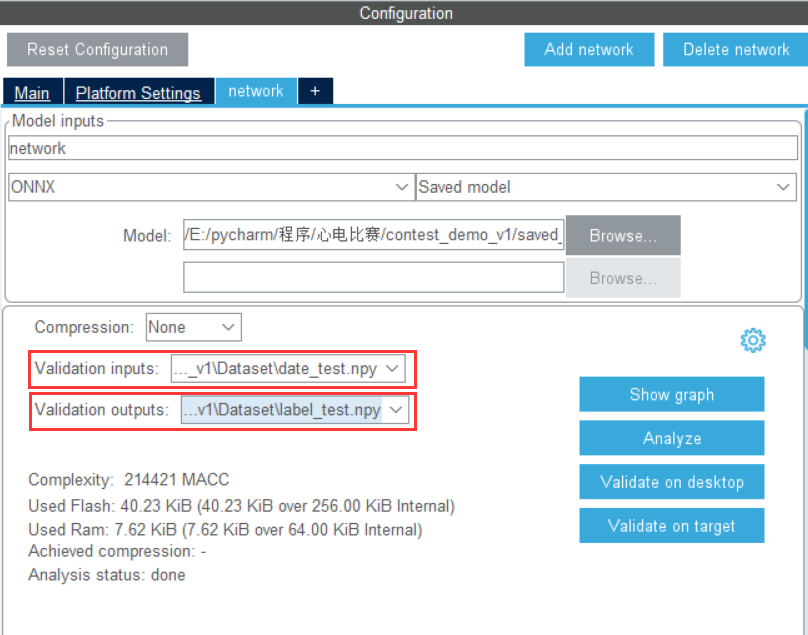 Configuration
Reset Configuration Add network Delete network
Main Platform Settings network +
Model inputs
network
ONNX Saved model
Model: /E:/pycharm/程序/心电比赛/contest_demo_v1/saved_ Browse...
Browse...
Compression: None
Validation inputs: ..._v1\Dataset\date_test.npy
Show graph
Validation outputs: ...v1\Dataset\label_test.npy
Analyze
Complexity: 214421 MACC
Validate on desktop
Used Flash: 40.23 KiB (40.23 KiB over 256.00 KiB Internal)
Used Ram: 7.62 KiB (7.62 KiB over 64.00 KiB Internal)
Validate on target
Achieved compression: -
Analysis status: done